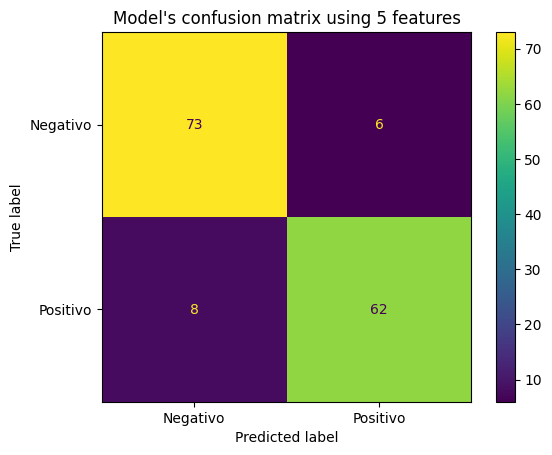 Model's confusion matrix using 5 features
Negativo
73
6
Positivo
8
62
True label
Negativo
Positivo
Predicted label
70
60
50
40
30
20
10